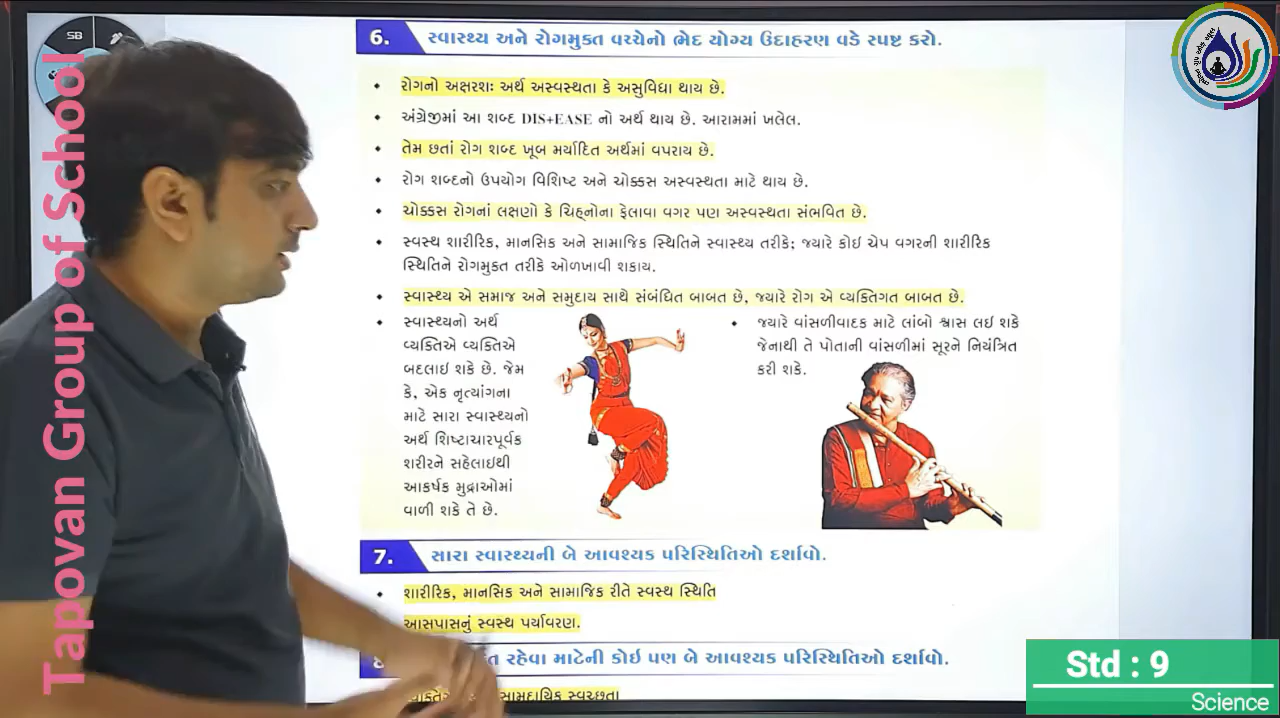 SB
6. સ્વાસ્થ્ય અને રોગમુક્ત વચ્ચેનો ભેદ યોગ્ય ઉદાહરણ વડે સ્પષ્ટ કરો.
• રોગનો અક્ષરશઃ અર્થ અસ્વસ્થતા કે અસુવિધા થાય છે.
• અંગ્રેજીમાં આ શબ્દ DIS+EASE નો અર્થ થાય છે. આરામમાં ખલેલ.
• તેમ છતાં રોગ શબ્દ ખૂબ મર્યાદિત અર્થમાં વપરાય છે.
• રોગ શબ્દનો ઉપયોગ વિશિષ્ટ અને ચોક્કસ અસ્વસ્થતા માટે થાય છે.
• ચોક્કસ રોગનાં લક્ષણો કે ચિહ્નોના ફેલાવા વગર પણ અસ્વસ્થતા સંભવિત છે.
• સ્વસ્થ શારીરિક, માનસિક અને સામાજિક સ્થિતિને સ્વાસ્થ્ય તરીકે; જ્યારે કોઇ ચેપ વગરની શારીરિક
સ્થિતિને રોગમુક્ત તરીકે ઓળખાવી શકાય.
• સ્વાસ્થ્ય એ સમાજ અને સમુદાય સાથે સંબંધિત બાબત છે, જ્યારે રોગ એ વ્યક્તિગત બાબત છે.
• સ્વાસ્થ્યનો અર્થ
વ્યક્તિએ વ્યક્તિએ
બદલાઇ શકે છે. જેમ
કે, એક નૃત્યાંગના
માટે સારા સ્વાસ્થ્યનો
અર્થ શિષ્ટાચારપૂર્વક
શરીરને સહેલાઇથી
આકર્ષક મુદ્રાઓમાં
વાળી શકે તે છે.
• જ્યારે વાંસળીવાદક માટે લાંબો શ્વાસ લઇ શકે
જેનાથી તે પોતાની વાંસળીમાં સૂરને નિયંત્રિત
કરી શકે.
7. સારા સ્વાસ્થ્યની બે આવશ્યક પરિસ્થિતિઓ દર્શાવો.
• શારીરિક, માનસિક અને સામાજિક રીતે સ્વસ્થ સ્થિતિ
આસપાસનું સ્વસ્થ પર્યાવરણ.
રહેવા માટેની કોઇ પણ બે આવશ્યક પરિસ્થિતિઓ દર્શાવો.
સામુદાયિક સ્વચ્છતા
Tapovan Group of School
Std : 9
Science